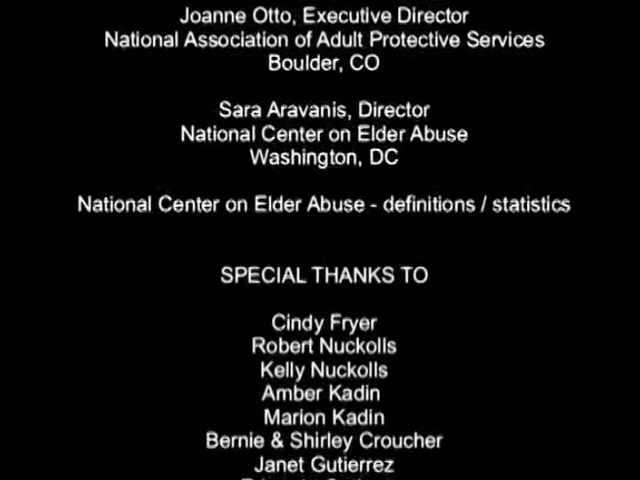 Joanne Otto, Executive Director
National Association of Adult Protective Services
Boulder, CO
Sara Aravanis, Director
National Center on Elder Abuse
Washington, DC
National Center on Elder Abuse - definitions / statistics
SPECIAL THANKS TO
Cindy Fryer
Robert Nuckolls
Kelly Nuckolls
Amber Kadin
Marion Kadin
Bernie & Shirley Croucher
Janet Gutierrez